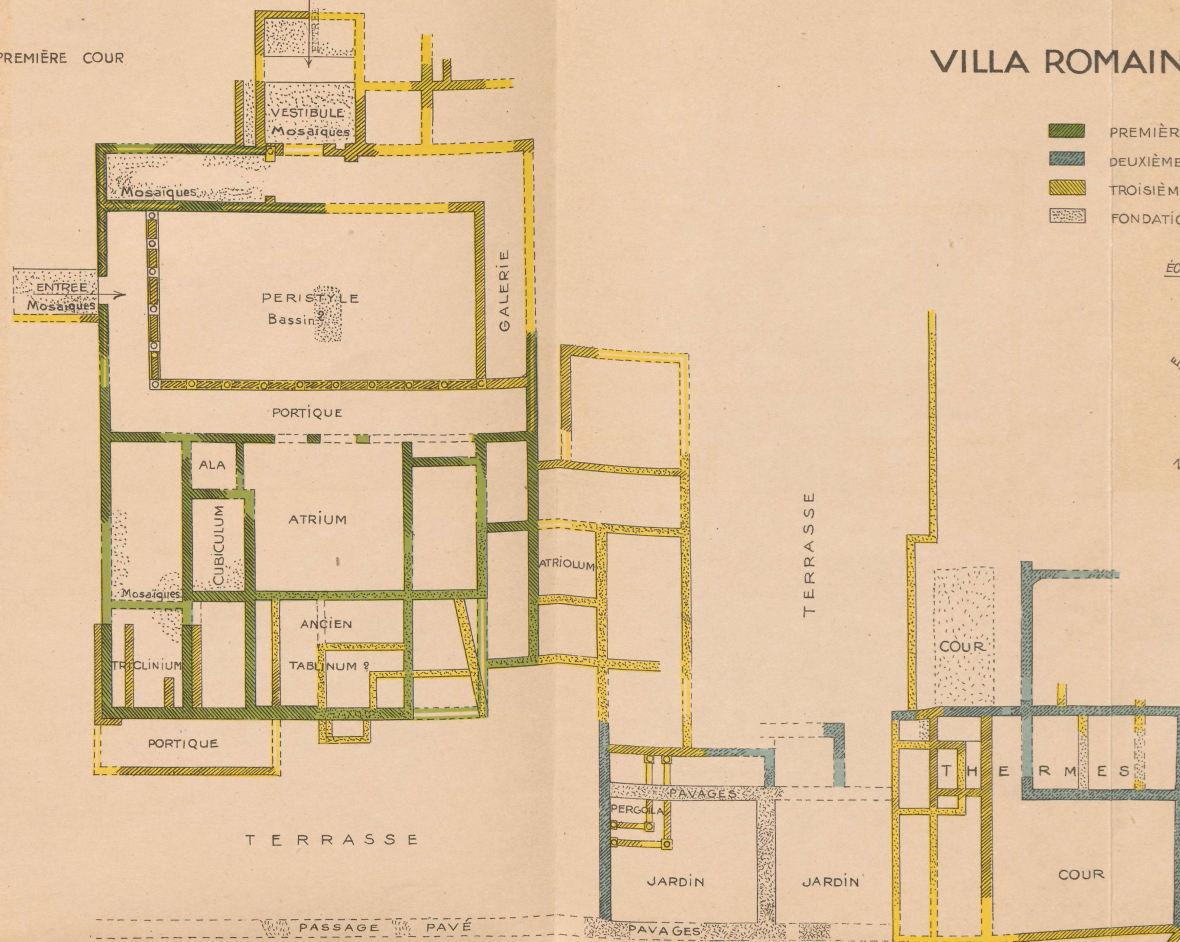 PREMIÈRE COUR
VILLA ROMAIN
ENTRÉE
VESTIBULE
Mosaïques
PREMIÈR
DEUXIÈME
TROISIÈM
FONDATIO
Mosaïques
ÉC
GALERIE
ENTRÉE
Mosaïques
PERISTYLE
Bassin?
PORTIQUE
ALA
CUBICULUM
ATRIUM
TERRASSE
ATRIOLUM
Mosaïques
ANCIEN
TABLINUM ?
TRICLINIUM
COUR
PORTIQUE
THERMES
PAVAGES
PERGOLA
TERRASSE
JARDIN
JARDIN
COUR
PASSAGE PAVÉ
PAVAGES